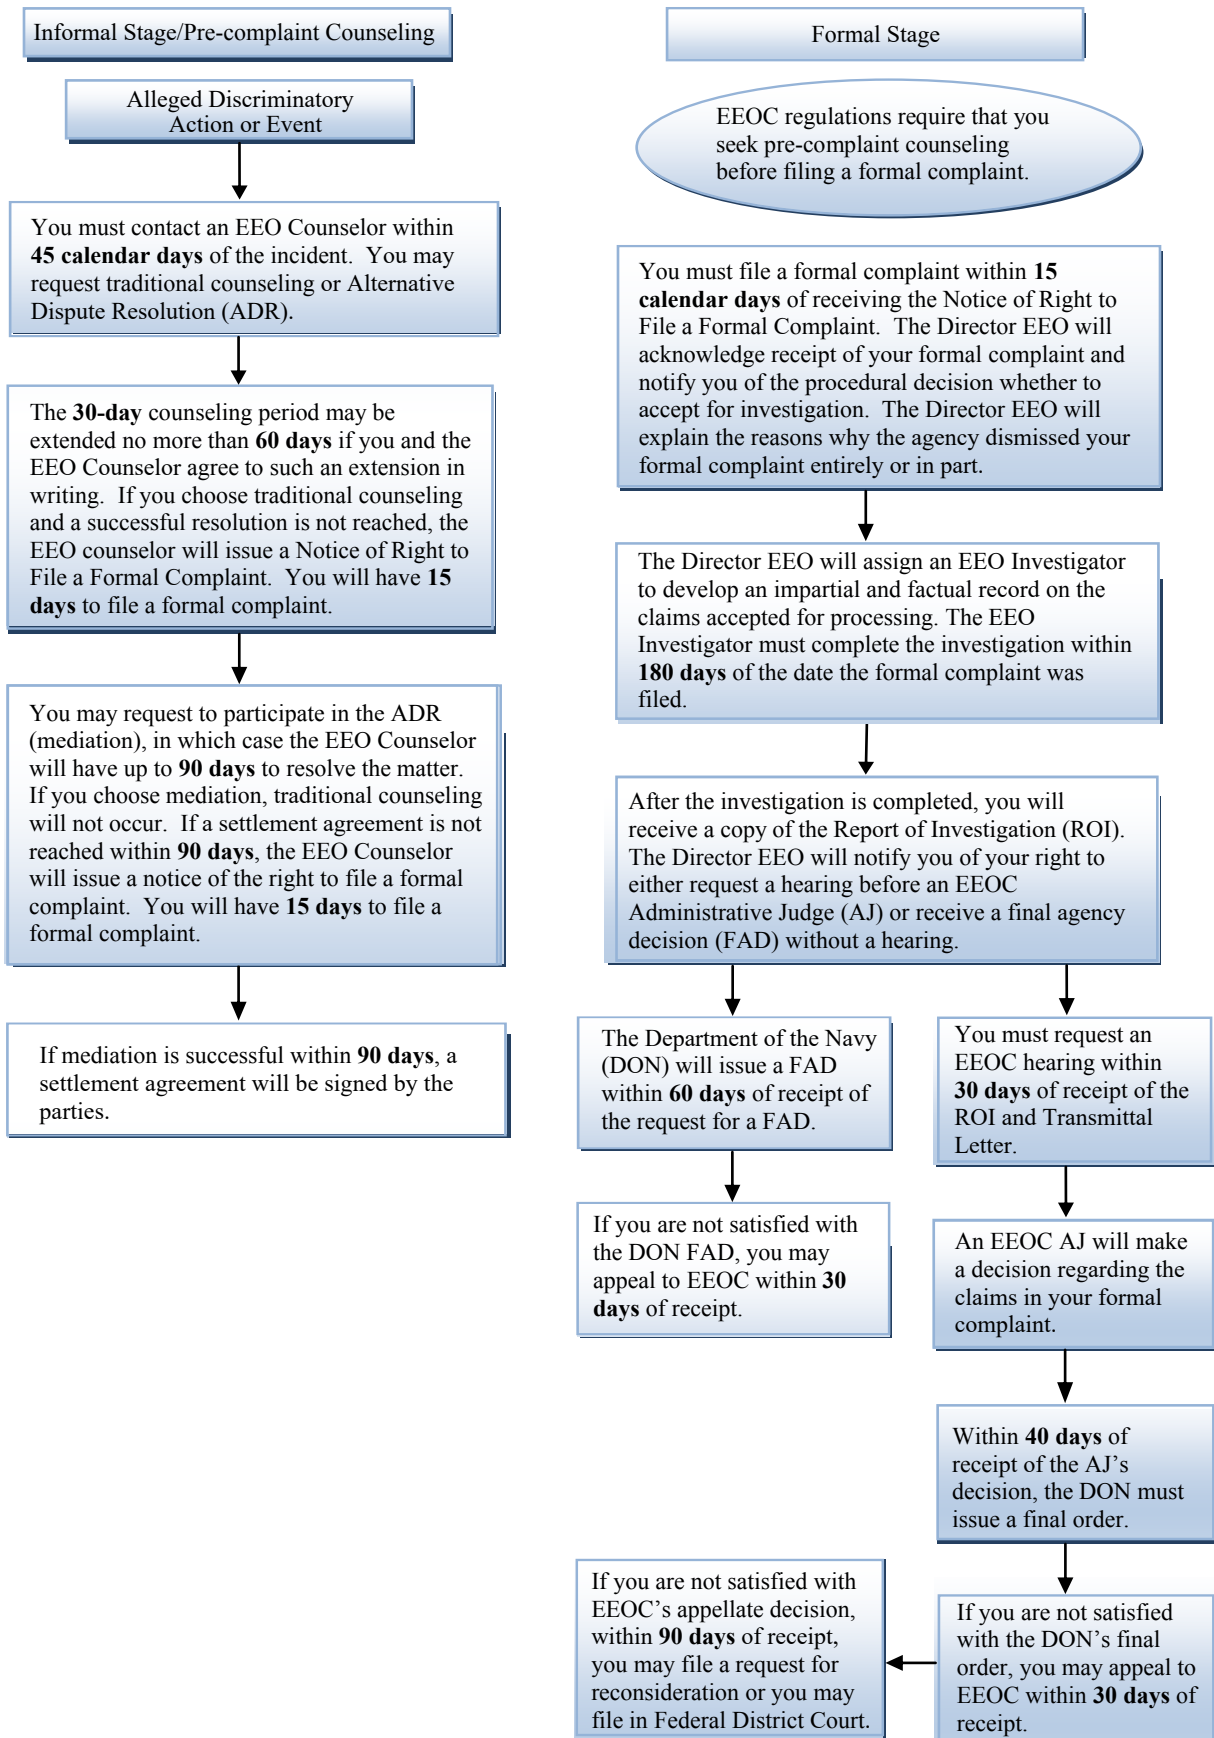 Informal Stage/Pre-complaint Counseling
Alleged Discriminatory
Action or Event
You must contact an EEO Counselor within
45 calendar days of the incident.  You may
request traditional counseling or Alternative
Dispute Resolution (ADR).
The 30-day counseling period may be
extended no more than 60 days if you and the
EEO Counselor agree to such an extension in
writing.  If you choose traditional counseling
and a successful resolution is not reached, the
EEO counselor will issue a Notice of Right to
File a Formal Complaint.  You will have 15
days to file a formal complaint.
You may request to participate in the ADR
(mediation), in which case the EEO Counselor
will have up to 90 days to resolve the matter.
If you choose mediation, traditional counseling
will not occur.  If a settlement agreement is not
reached within 90 days, the EEO Counselor
will issue a notice of the right to file a formal
complaint.  You will have 15 days to file a
formal complaint.
If mediation is successful within 90 days, a
settlement agreement will be signed by the
parties.
Formal Stage
EEOC regulations require that you
seek pre-complaint counseling
before filing a formal complaint.
You must file a formal complaint within 15
calendar days of receiving the Notice of Right to
File a Formal Complaint.  The Director EEO will
acknowledge receipt of your formal complaint and
notify you of the procedural decision whether to
accept for investigation.  The Director EEO will
explain the reasons why the agency dismissed your
formal complaint entirely or in part.
The Director EEO will assign an EEO Investigator
to develop an impartial and factual record on the
claims accepted for processing. The EEO
Investigator must complete the investigation within
180 days of the date the formal complaint was
filed.
After the investigation is completed, you will
receive a copy of the Report of Investigation (ROI).
The Director EEO will notify you of your right to
either request a hearing before an EEOC
Administrative Judge (AJ) or receive a final agency
decision (FAD) without a hearing.
The Department of the Navy
(DON) will issue a FAD
within 60 days of receipt of
the request for a FAD.
If you are not satisfied with
the DON FAD, you may
appeal to EEOC within 30
days of receipt.
You must request an
EEOC hearing within
30 days of receipt of the
ROI and Transmittal
Letter.
An EEOC AJ will make
a decision regarding the
claims in your formal
complaint.
Within 40 days of
receipt of the AJ’s
decision, the DON must
issue a final order.
If you are not satisfied
with the DON’s final
order, you may appeal to
EEOC within 30 days of
receipt.
If you are not satisfied with
EEOC’s appellate decision,
within 90 days of receipt,
you may file a request for
reconsideration or you may
file in Federal District Court.